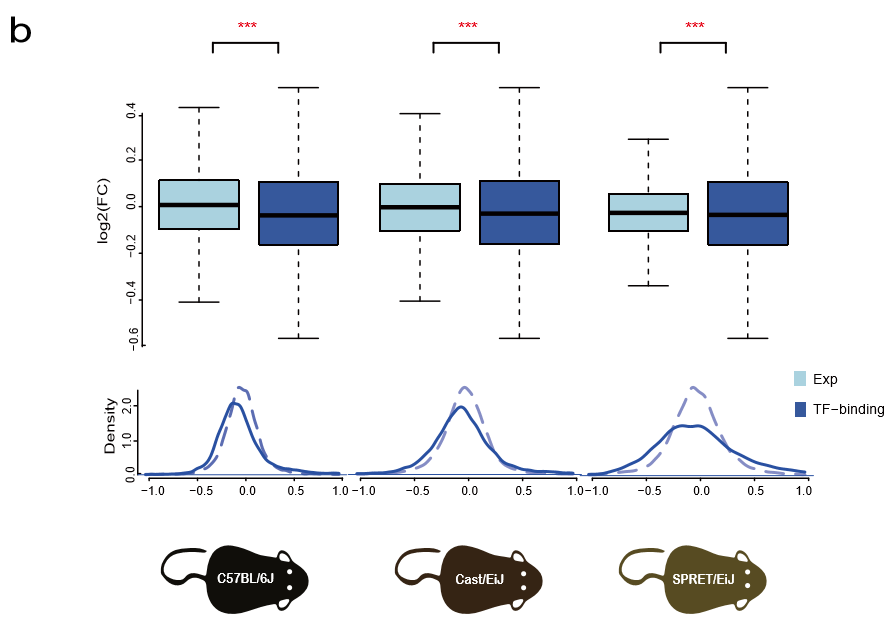 b
*** *** ***
log2(FC)
0.4
0.2
0.0
−0.2
−0.4
−0.6
Density
2.0
1.0
0.0
−1.0 −0.5 0.0 0.5 1.0 −1.0 −0.5 0.0 0.5 1.0 −1.0 −0.5 0.0 0.5 1.0
Exp
TF−binding
C57BL/6J Cast/EiJ SPRET/EiJ